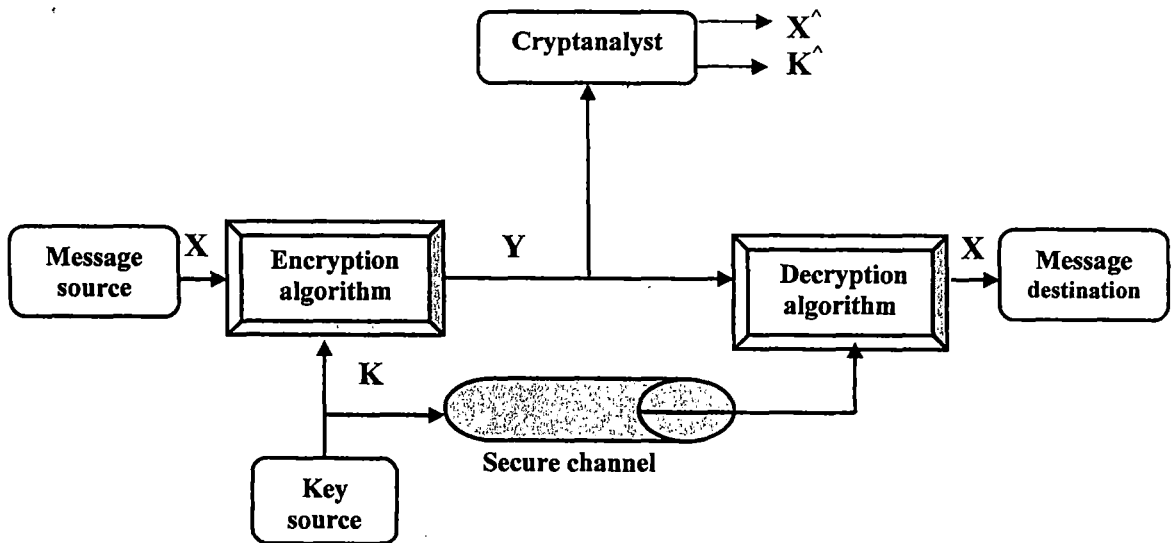 Cryptanalyst
X^
K^
Message
source
X
Encryption
algorithm
Y
Decryption
algorithm
X
Message
destination
K
Secure channel
Key
source